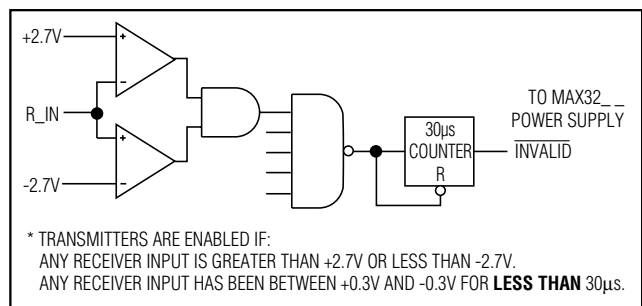 +2.7V
+
-
TO MAX32_ _
POWER SUPPLY
R_IN
30µs
COUNTER
R
INVALID
+
-2.7V
-
* TRANSMITTERS ARE ENABLED IF:
ANY RECEIVER INPUT IS GREATER THAN +2.7V OR LESS THAN -2.7V.
ANY RECEIVER INPUT HAS BEEN BETWEEN +0.3V AND -0.3V FOR LESS THAN 30µs.